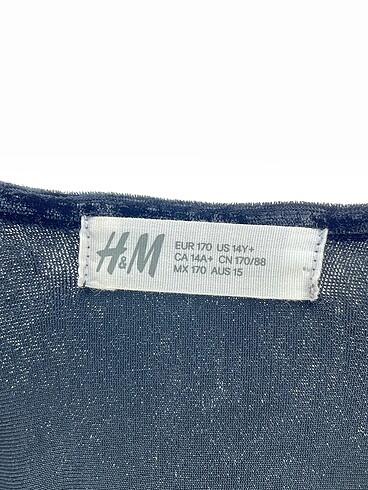 H&M
EUR 170 US 14Y+
CA 14A+ CN 170/88
MX 170 AUS 15